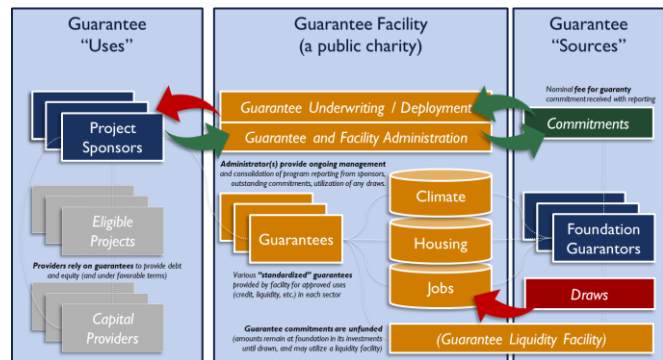 Guarantee
“Uses”
Guarantee Facility
(a public charity)
Guarantee
“Sources”
Guarantee Underwriting / Deployment
Nominal fee for guaranty
commitment received with reporting
Project
Sponsors
Guarantee and Facility Administration
Commitments
Administrator(s) provide ongoing management
and consolidation of program reporting from sponsors,
outstanding commitments, utilization of any draws.
Climate
Eligible
Projects
Guarantees
Housing
Foundation
Guarantors
Providers rely on guarantees to provide debt
and equity (and under favorable terms)
Various “standardized” guarantees
provided by facility for approved uses
(credit, liquidity, etc.) in each sector
Jobs
Draws
Capital
Providers
Guarantee commitments are unfunded
(amounts remain at foundation in its investments
until drawn, and may utilize a liquidity facility)
(Guarantee Liquidity Facility)